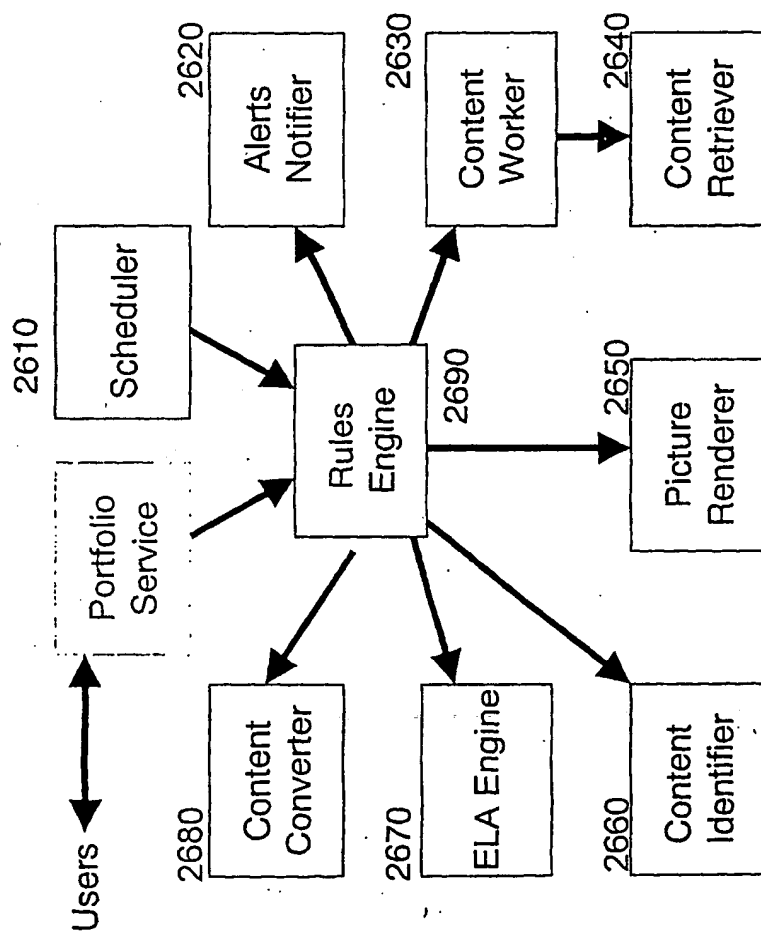 Users
Portfolio
Service
2610
Scheduler
2680
Content
Converter
2620
Alerts
Notifier
Rules
Engine
2690
2670
ELA Engine
2630
Content
Worker
2660
Content
Identifier
2650
Picture
Renderer
2640
Content
Retriever